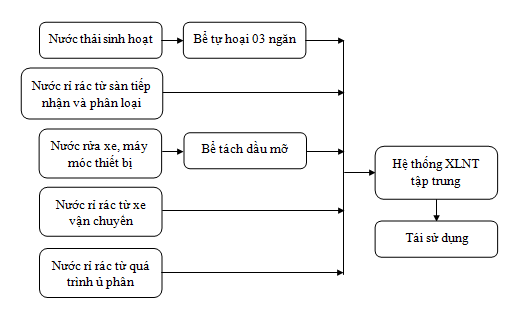 Nước thải sinh hoạt
Bể tự hoại 03 ngăn
Nước rỉ rác từ sàn tiếp
nhận và phân loại
Nước rửa xe, máy
móc thiết bị
Bể tách dầu mỡ
Hệ thống XLNT
tập trung
Nước rỉ rác từ xe
vận chuyển
Tái sử dụng
Nước rỉ rác từ quá
trình ủ phân